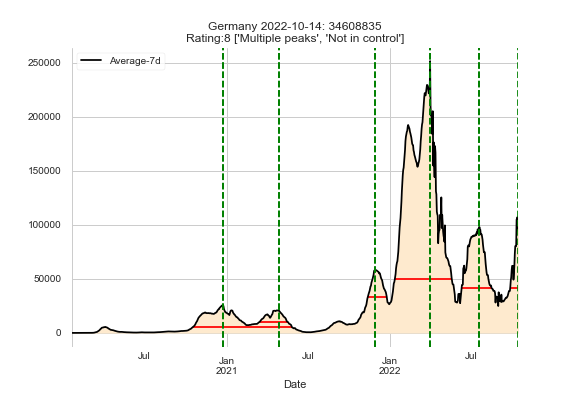 Germany 2022-10-14: 34608835
Rating:8 ['Multiple peaks', 'Not in control']
Average-7d
250000
200000
150000
100000
50000
0
Jul
Jan
2021
Jul
Jan
2022
Jul
Date